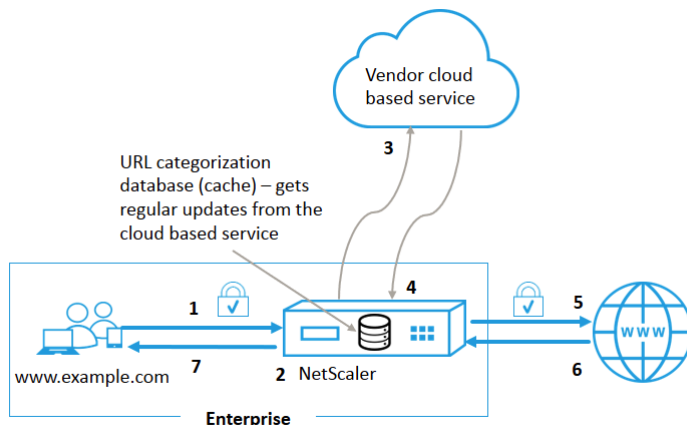 Vendor cloud
based service
3
URL categorization
database (cache) – gets
regular updates from the
cloud based service
4
1
5
www
7
6
www.example.com
2 NetScaler
Enterprise